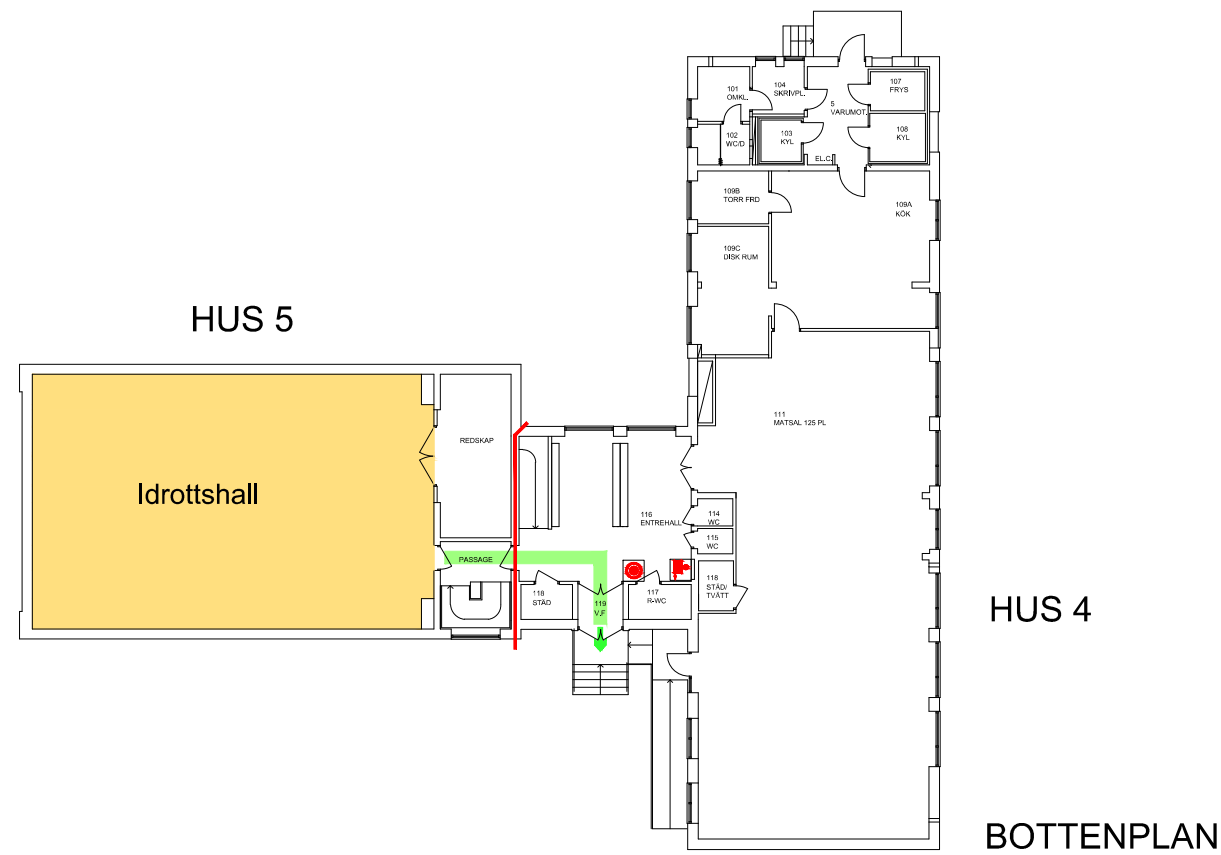 101
OMKL.
104
SKRIVPL.
107
FRYS
5
VARUMOT.
102
WC/D
103
KYL
108
KYL
EL.C.
109B
TORR FRD
109A
KÖK
109C
DISK RUM
HUS 5
111
MATSAL 125 PL
REDSKAP
Idrottshall
116
ENTREHALL
114
WC
115
WC
PASSAGE
118
STÄD
119
V.F
117
R-WC
118
STÄD/
TVÄTT
HUS 4
BOTTENPLAN